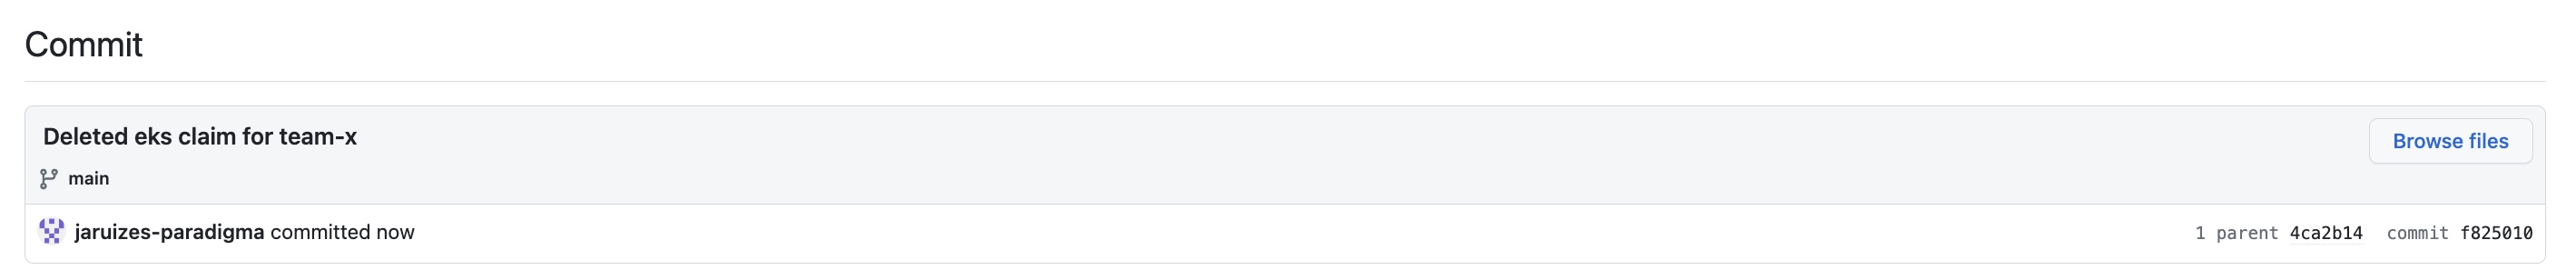 Commit
Deleted eks claim for team-x
Browse files
main
jaruizes-paradigma committed now
1 parent 4ca2b14 commit f825010